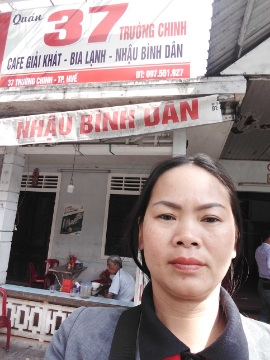 Quán
37
TRƯỜNG CHINH
CAFE GIẢI KHÁT - BIA LẠNH - NHẬU BÌNH DÂN
37 TRƯỜNG CHINH - TP. HUẾ
ĐT: 097.561.827
NHẬU BÌNH DÂN